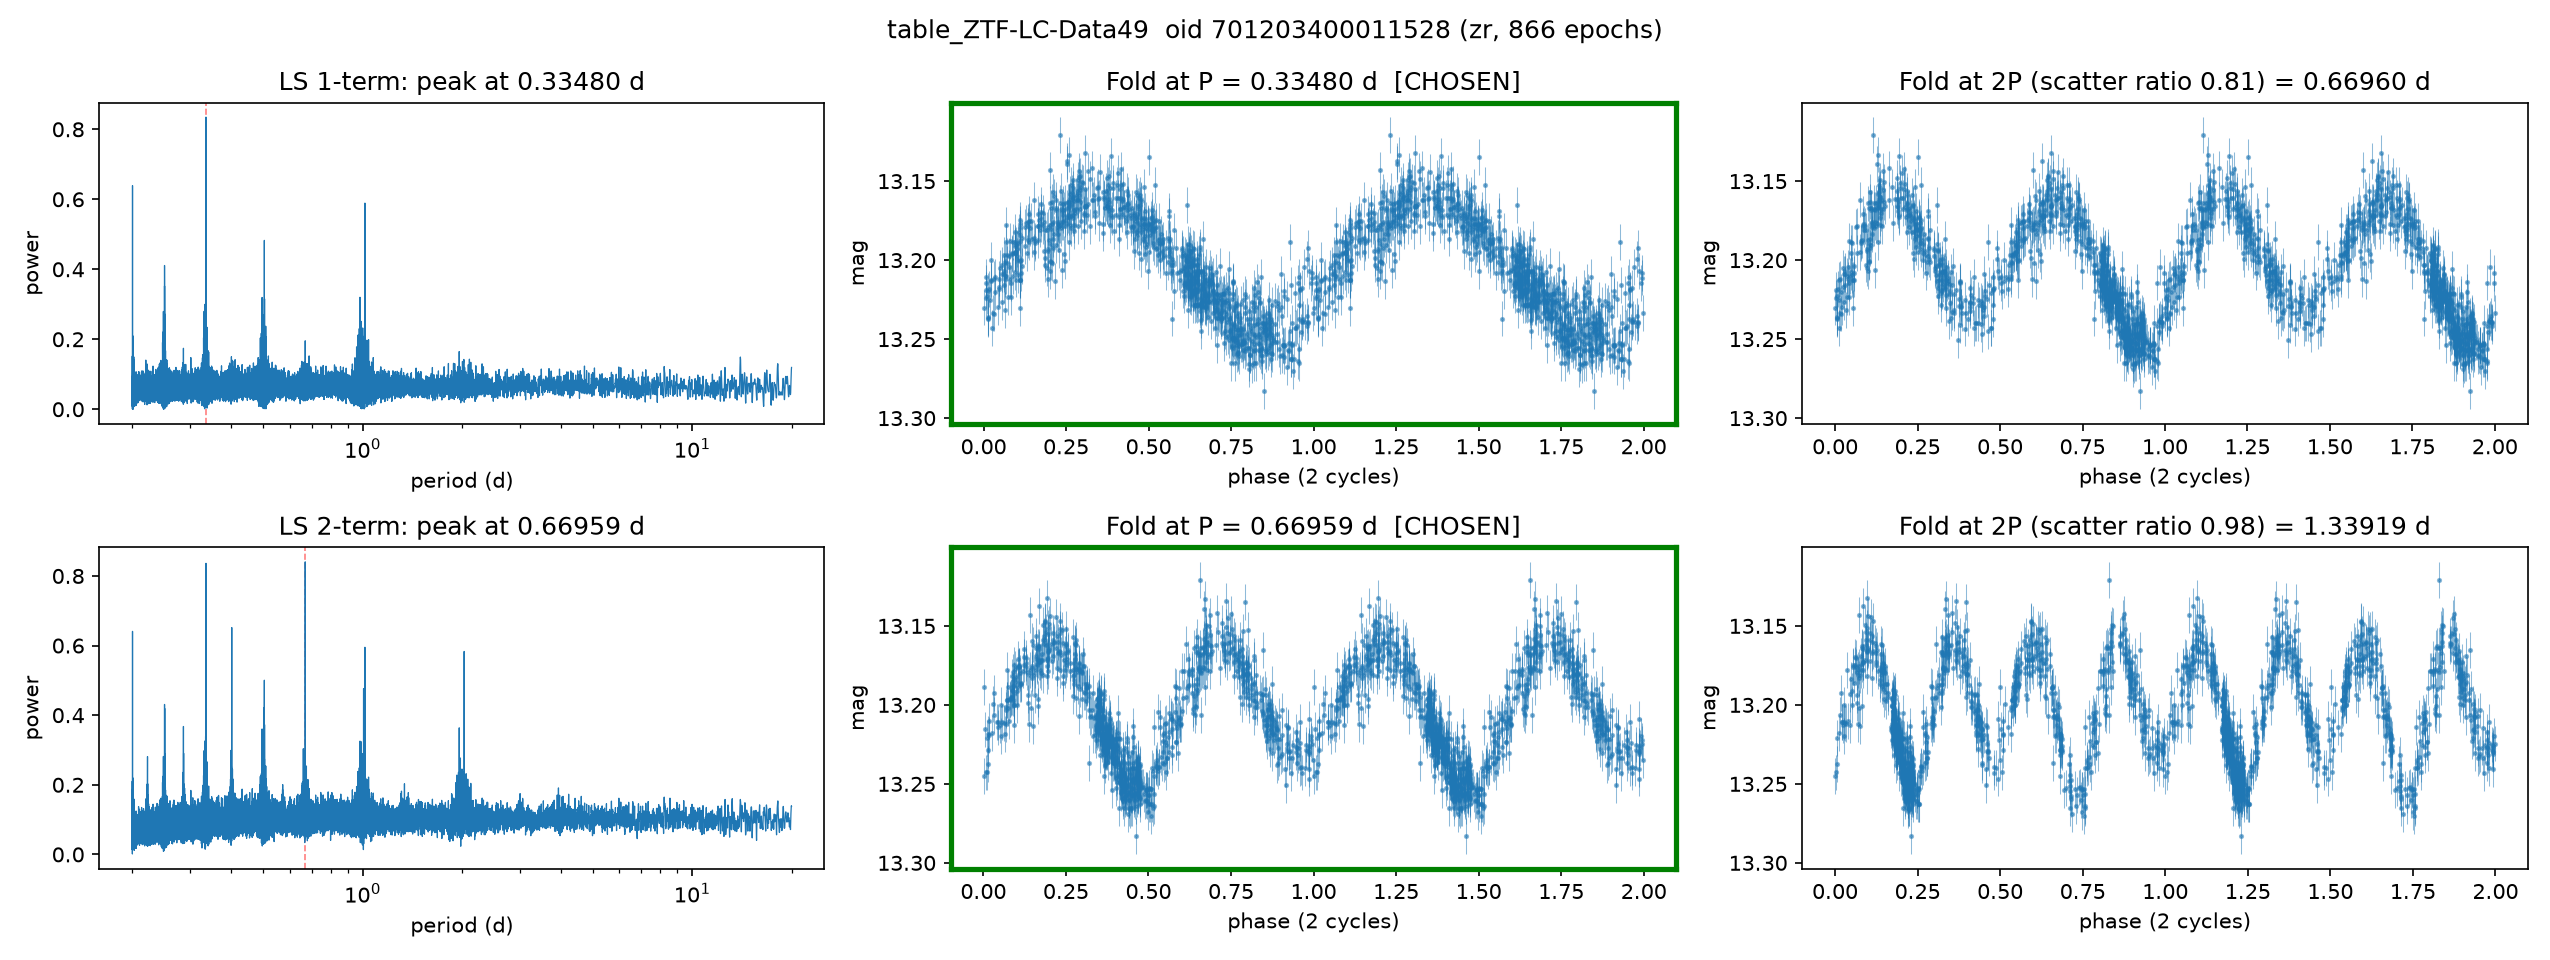 table_ZTF-LC-Data49  oid 701203400011528 (zr, 866 epochs)
LS 1-term: peak at 0.33480 d
power
0.8
0.6
0.4
0.2
0.0
10⁰
10¹
period (d)
Fold at P = 0.33480 d  [CHOSEN]
mag
13.15
13.20
13.25
13.30
0.00 0.25 0.50 0.75 1.00 1.25 1.50 1.75 2.00
phase (2 cycles)
Fold at 2P (scatter ratio 0.81) = 0.66960 d
mag
13.15
13.20
13.25
13.30
0.00 0.25 0.50 0.75 1.00 1.25 1.50 1.75 2.00
phase (2 cycles)
LS 2-term: peak at 0.66959 d
power
0.8
0.6
0.4
0.2
0.0
10⁰
10¹
period (d)
Fold at P = 0.66959 d  [CHOSEN]
mag
13.15
13.20
13.25
13.30
0.00 0.25 0.50 0.75 1.00 1.25 1.50 1.75 2.00
phase (2 cycles)
Fold at 2P (scatter ratio 0.98) = 1.33919 d
mag
13.15
13.20
13.25
13.30
0.00 0.25 0.50 0.75 1.00 1.25 1.50 1.75 2.00
phase (2 cycles)